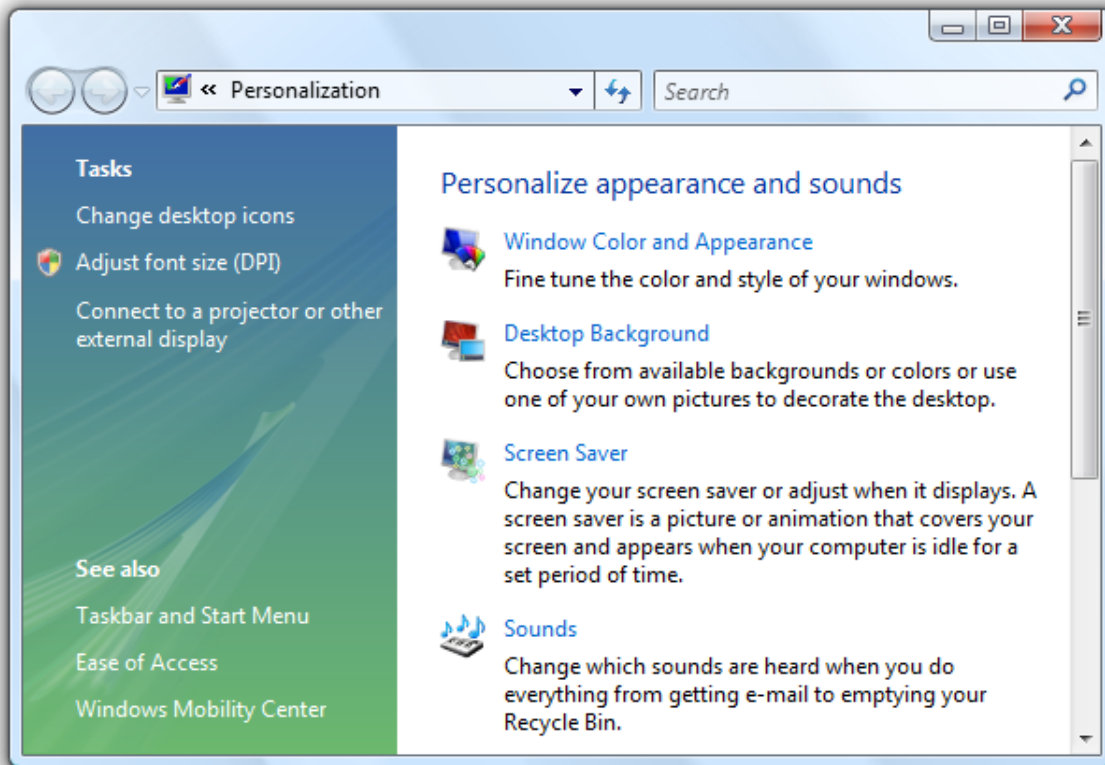 « Personalization
Search
Tasks
Change desktop icons
Adjust font size (DPI)
Connect to a projector or other
external display
See also
Taskbar and Start Menu
Ease of Access
Windows Mobility Center
Personalize appearance and sounds
Window Color and Appearance
Fine tune the color and style of your windows.
Desktop Background
Choose from available backgrounds or colors or use
one of your own pictures to decorate the desktop.
Screen Saver
Change your screen saver or adjust when it displays. A
screen saver is a picture or animation that covers your
screen and appears when your computer is idle for a
set period of time.
Sounds
Change which sounds are heard when you do
everything from getting e-mail to emptying your
Recycle Bin.